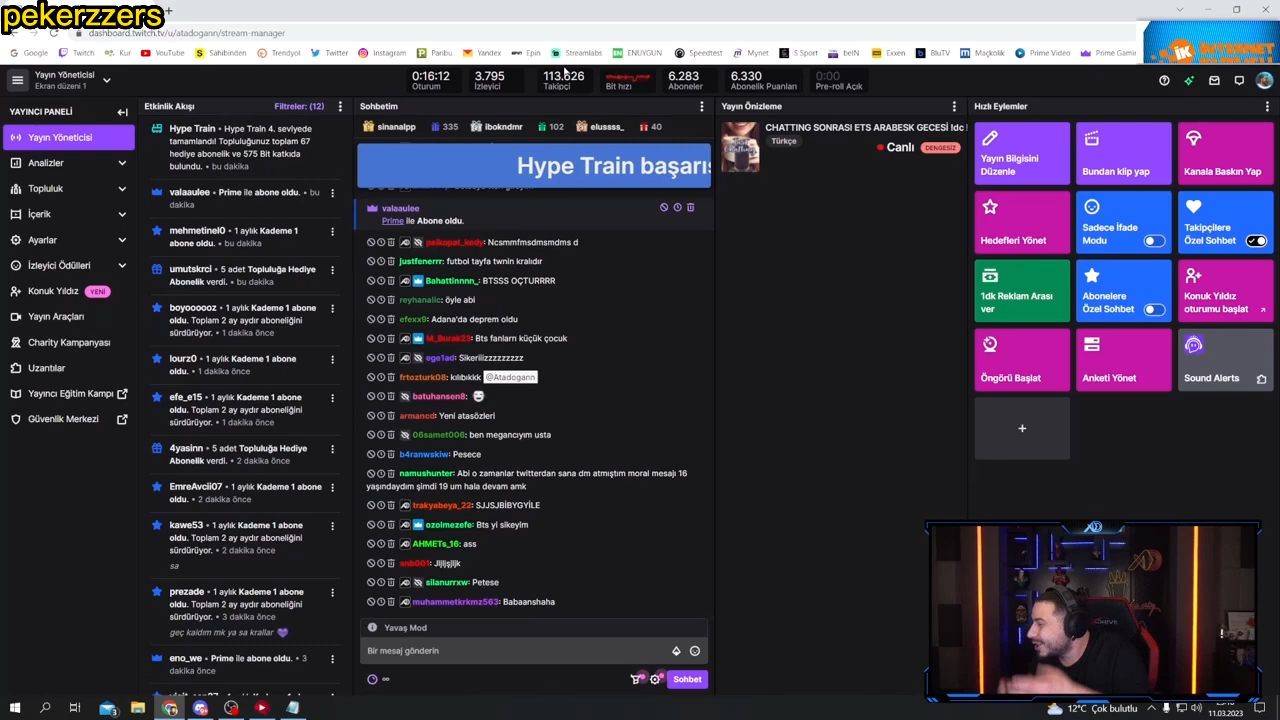 pekerzzers
dashboard.twitch.tv/u/atadogann/stream-manager
Google
Twitch
Kur
YouTube
Sahibinden
Trendyol
Twitter
Instagram
Paribu
Yandex
Epin
Streamlabs
ENUYGUN
Speedtest
Mynet
S Sport
beIN
Exxen
BluTV
Maçkolik
Prime Video
Prime Gamin
INTERNET
Yayın Yöneticisi
Ekran düzeni 1
0:16:12
Oturum
3.795
İzleyici
113.626
Takipçi
Bit hızı
6.283
Aboneler
6.330
Abonelik Puanları
0:00
Pre-roll Açık
YAYINCI PANELİ
Yayın Yöneticisi
Analizler
Topluluk
İçerik
Ayarlar
İzleyici Ödülleri
Konuk Yıldız YENİ
Yayın Araçları
Charity Kampanyası
Uzantılar
Yayıncı Eğitim Kampı
Güvenlik Merkezi
Etkinlik Akışı
Filtreler: (12)
Hype Train • Hype Train 4. seviyede
tamamlandı! Topluluğunuz toplam 67
hediye abonelik ve 575 Bit katkıda
bulundu. • bu dakika
valaaulee • Prime ile abone oldu. • bu
dakika
mehmetinel0 • 1 aylık Kademe 1
abone oldu. • bu dakika
umutskrci • 5 adet Topluluğa Hediye
Abonelik verdi. • bu dakika
boyoooooz • 1 aylık Kademe 1 abone
oldu. Toplam 2 ay aydır aboneliğini
sürdürüyor. • 1 dakika önce
lourz0 • 1 aylık Kademe 1 abone
oldu. • 1 dakika önce
efe_e15 • 1 aylık Kademe 1 abone
oldu. Toplam 2 ay aydır aboneliğini
sürdürüyor. • 1 dakika önce
4yasinn • 5 adet Topluluğa Hediye
Abonelik verdi. • 2 dakika önce
EmreAvcii07 • 1 aylık Kademe 1 abone
oldu. • 2 dakika önce
kawe53 • 1 aylık Kademe 1 abone
oldu. Toplam 2 ay aydır aboneliğini
sürdürüyor. • 2 dakika önce
sa
prezade • 1 aylık Kademe 1 abone
oldu. Toplam 2 ay aydır aboneliğini
sürdürüyor. • 3 dakika önce
geç kaldım mk ya sa krallar
eno_we • Prime ile abone oldu. • 3
dakika önce
Sohbetim
sinanalpp 335
ibokndmr 102
elussss_ 40
Hype Train başarıs
valaaulee
Prime ile Abone oldu.
psikopat_kody: Ncsmmfmsdmsmdms d
justfenerrr: futbol tayfa twnin kralıdır
Bahattinnnn_: BTSSS OÇTURRRR
reyhanalic: öyle abi
efexx9: Adana'da deprem oldu
M_Burak23: Bts fanlarn küçük çocuk
ege1ad: Sikeriiizzzzzzzzz
frtozturk08: kılıbıkkk @Atadogann
batuhansen8:
armancd: Yeni atasözleri
06samet006: ben megancıyım usta
b4ranwskiw: Pesece
namushunter: Abi o zamanlar twitterdan sana dm atmıştım moral mesajı 16
yaşındaydım şimdi 19 um hala devam amk
trakyabeya_22: SJJSJBİBYGYİLE
ozolmezefe: Bts yi sikeyim
AHMETs_16: ass
snb001: Jljljşjljk
silanurrxw: Petese
muhammetkrkmz563: Babaanshaha
Yavaş Mod
Bir mesaj gönderin
∞
Sohbet
Yayın Önizleme
CHATTING SONRASI ETS ARABESK GECESİ !dc
Türkçe
Canlı DENGESİZ
Hızlı Eylemler
Yayın Bilgisini
Düzenle
Bundan klip yap
Kanala Baskın Yap
Hedefleri Yönet
Sadece İfade
Modu
Takipçilere
Özel Sohbet
1dk Reklam Arası
ver
Abonelere
Özel Sohbet
Konuk Yıldız
oturumu başlat
Öngörü Başlat
Anketi Yönet
Sound Alerts
+
12°C Çok bulutlu
11.03.2023